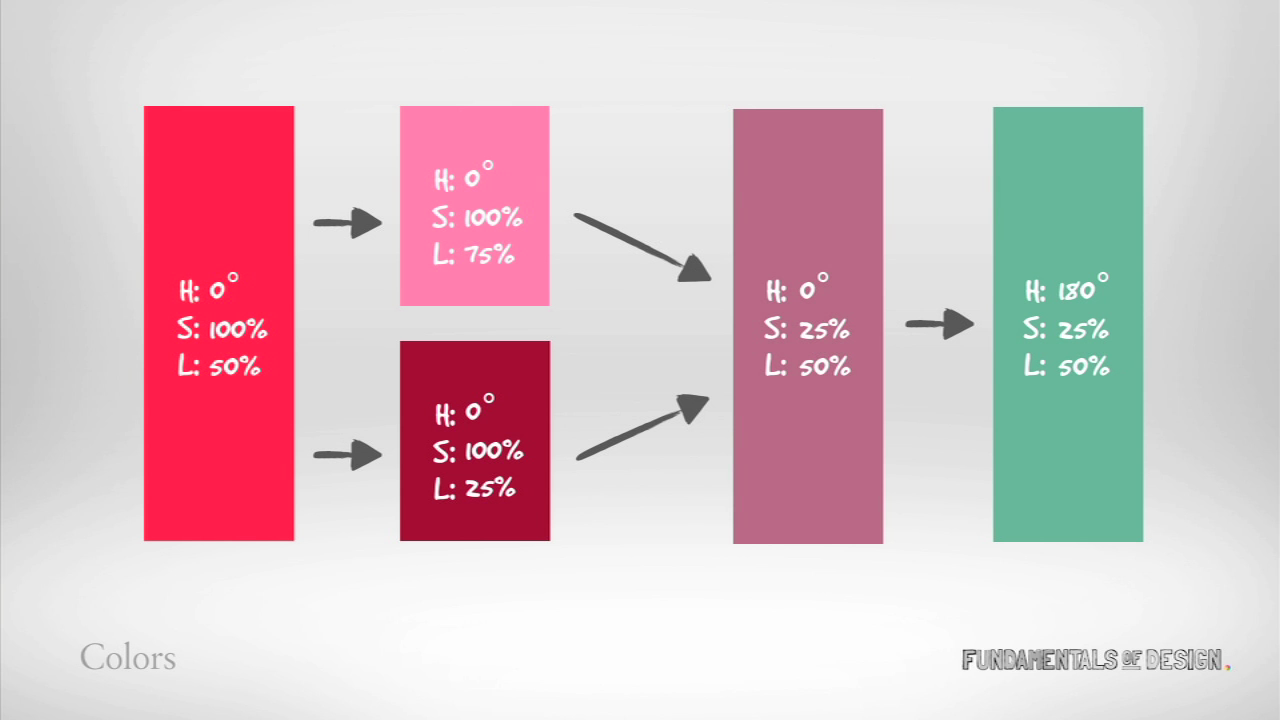 H: 0°
S: 100%
L: 50%
H: 0°
S: 100%
L: 75%
H: 0°
S: 100%
L: 25%
H: 0°
S: 25%
L: 50%
H: 180°
S: 25%
L: 50%
Colors
FUNDAMENTALS OF DESIGN.